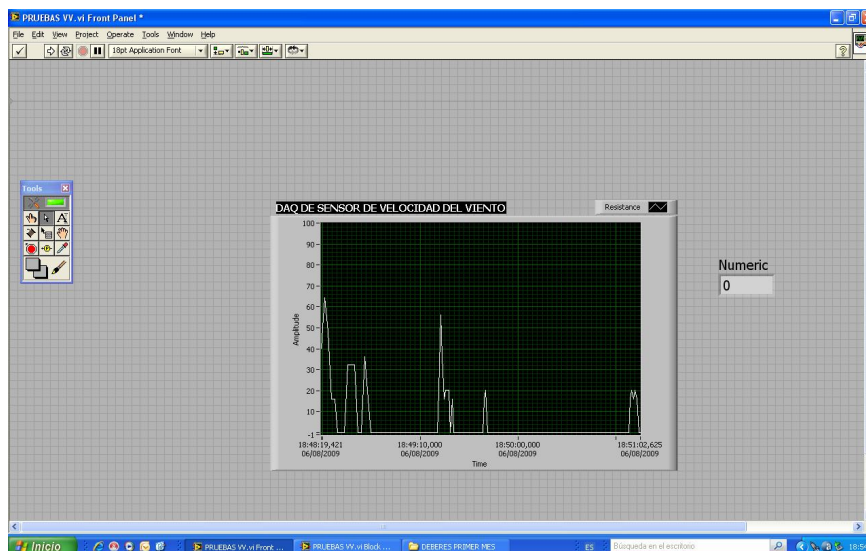 PRUEBAS VV.vi Front Panel *
File Edit View Project Operate Tools Window Help
18pt Application Font
Tools
DAQ DE SENSOR DE VELOCIDAD DEL VIENTO
Resistance
100
90
80
70
60
50
40
30
20
10
-1
Amplitude
18:48:19,421 18:49:10,000 18:50:00,000 18:51:02,625
06/08/2009 06/08/2009 06/08/2009 06/08/2009
Time
Numeric
0
Inicio PRUEBAS VV.vi Front ... PRUEBAS VV.vi Block ... DEBERES PRIMER MES ES Búsqueda en el escritorio